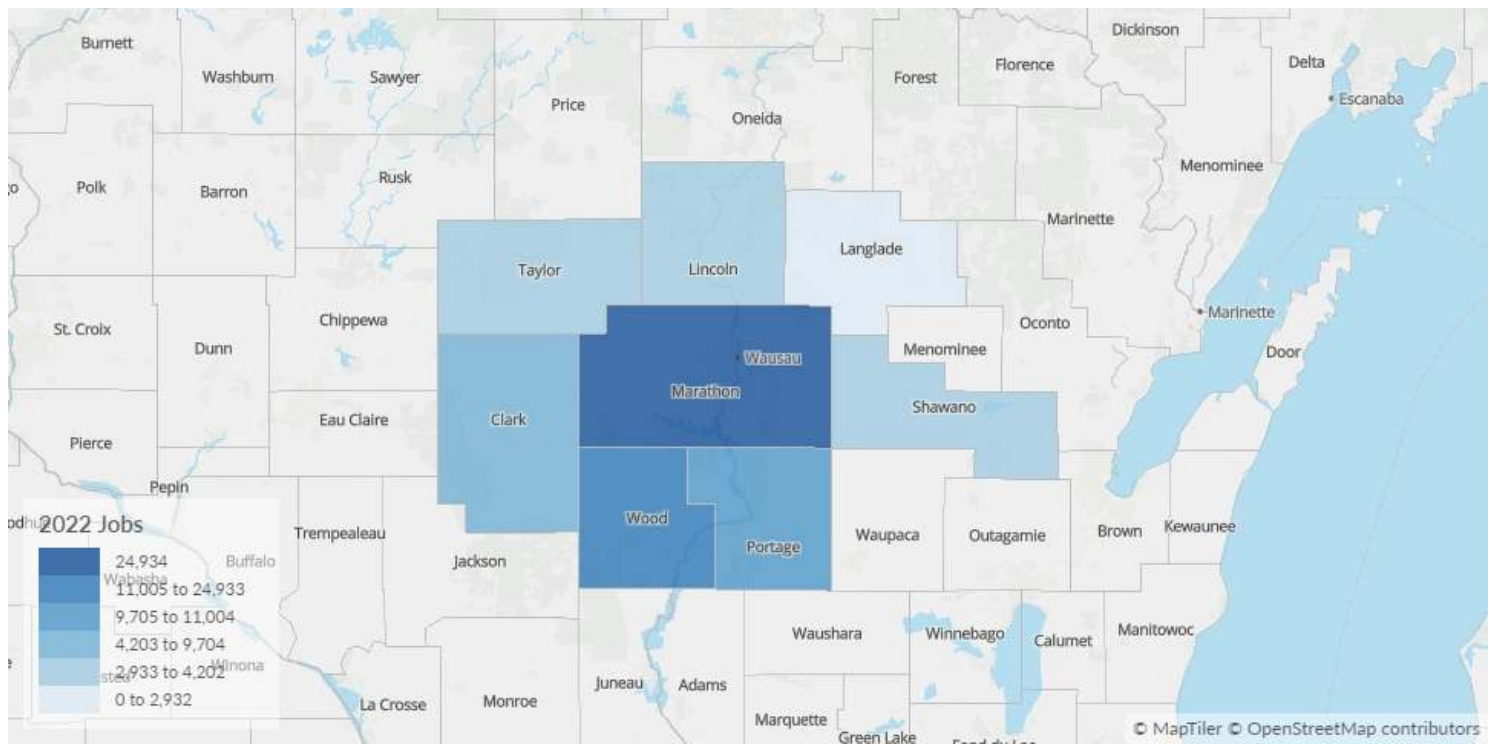 Dickinson
Burnett
Washburn
Sawyer
Price
Oneida
Forest
Florence
Delta
Escanaba
Polk
Barron
Rusk
Menominee
Marinette
Taylor
Lincoln
Langlade
St. Croix
Dunn
Chippewa
Wausau
Menominee
Oconto
Marinette
Door
Pierce
Eau Claire
Clark
Marathon
Shawano
Pepin
Trempealeau
Wood
Portage
Waupaca
Outagamie
Brown
Kewaunee
Jackson
Buffalo
Wabasha
Winona
2022 Jobs
24,934
11,005 to 24,933
9,705 to 11,004
4,203 to 9,704
2,933 to 4,202
0 to 2,932
La Crosse
Monroe
Juneau
Adams
Waushara
Winnebago
Calumet
Manitowoc
Marquette
Green Lake
© MapTiler © OpenStreetMap contributors